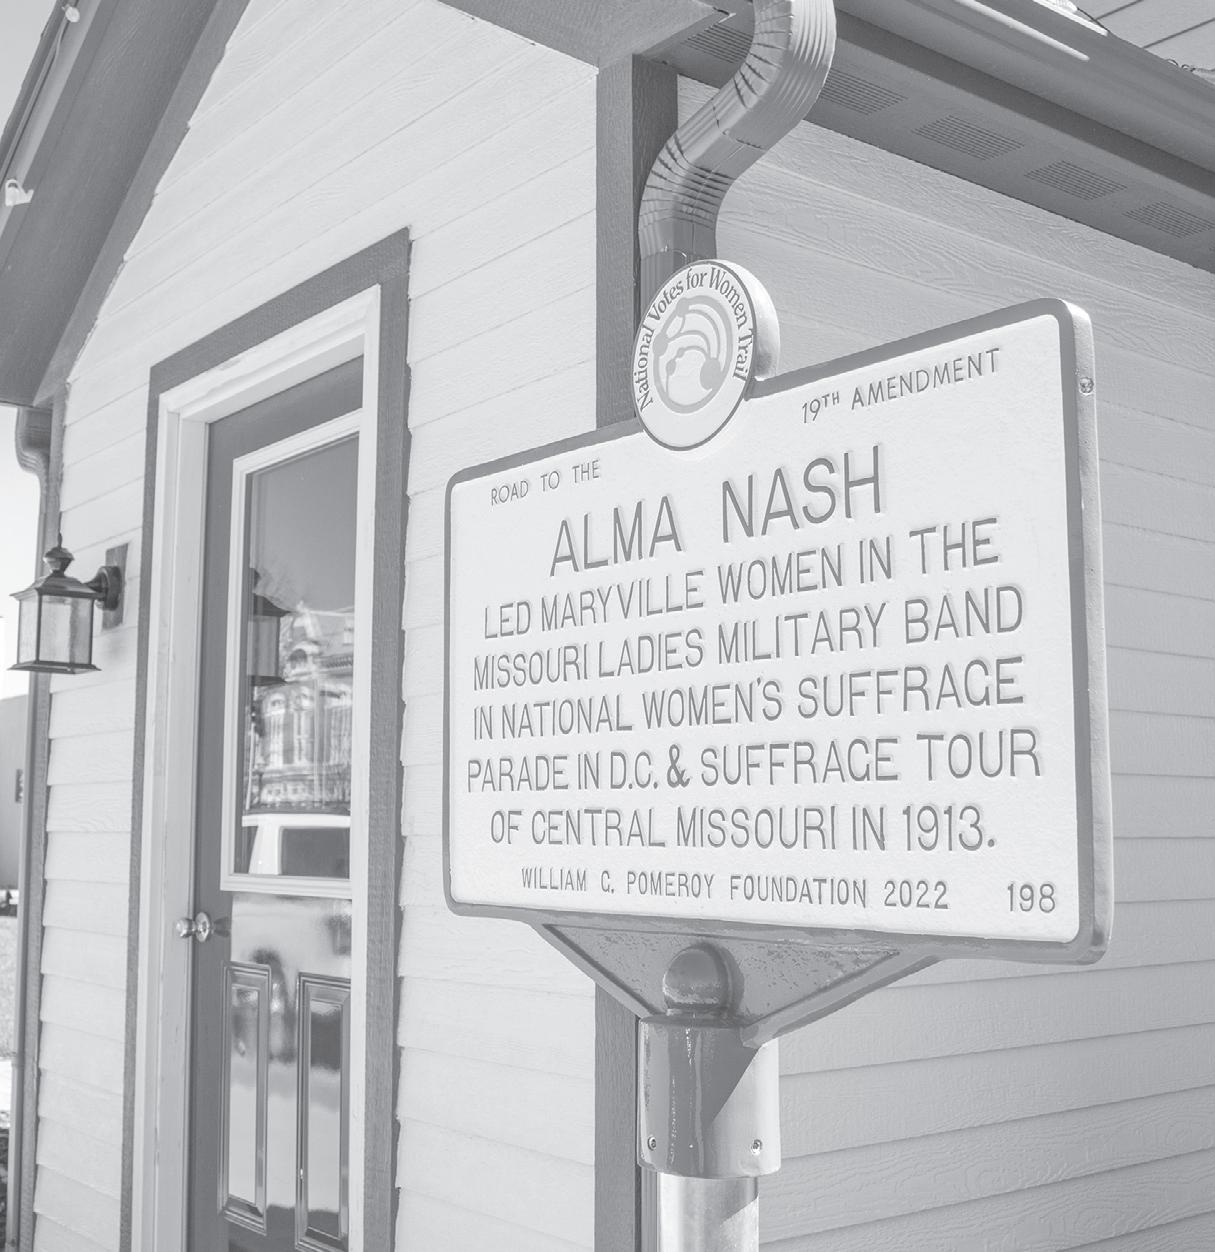 National Votes for Women Trail
ROAD TO THE 19TH AMENDMENT
ALMA NASH
LED MARYVILLE WOMEN IN THE
MISSOURI LADIES MILITARY BAND
IN NATIONAL WOMEN'S SUFFRAGE
PARADE IN D.C. & SUFFRAGE TOUR
OF CENTRAL MISSOURI IN 1913.
WILLIAM G. POMEROY FOUNDATION 2022 198